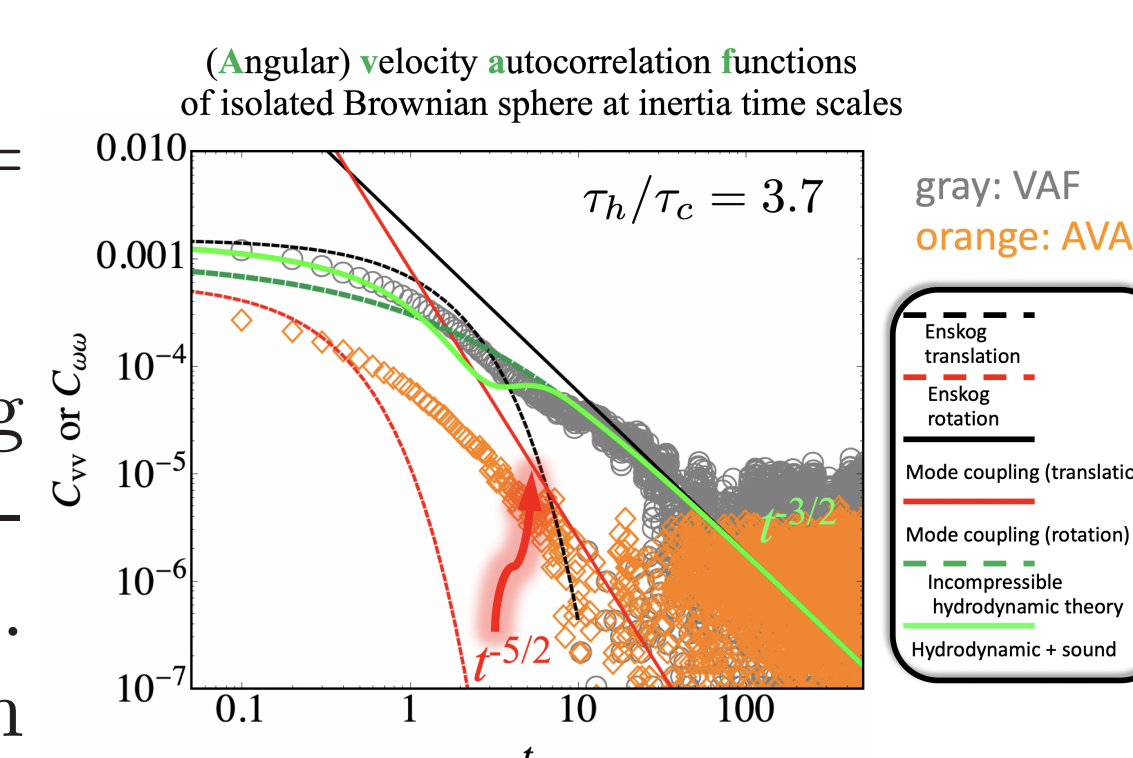 (Angular) velocity autocorrelation functions
of isolated Brownian sphere at inertia time scales
=
g
.
n
0.010
0.001
10⁻⁴
10⁻⁵
10⁻⁶
10⁻⁷
C_vv or C_ωω
τ_h/τ_c = 3.7
t^-3/2
t^-5/2
0.1 1 10 100
t
gray: VAF
orange: AVA
Enskog
translation
Enskog
rotation
Mode coupling (translatio
Mode coupling (rotation)
Incompressible
hydrodynamic theory
Hydrodynamic + sound